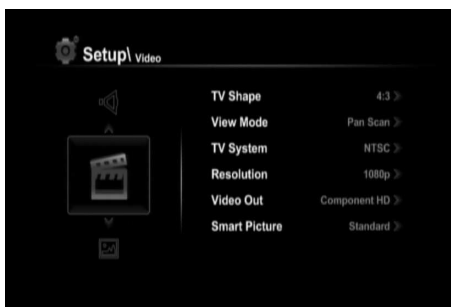 Setup\ Video
TV Shape 4:3
View Mode Pan Scan
TV System NTSC
Resolution 1080p
Video Out Component HD
Smart Picture Standard